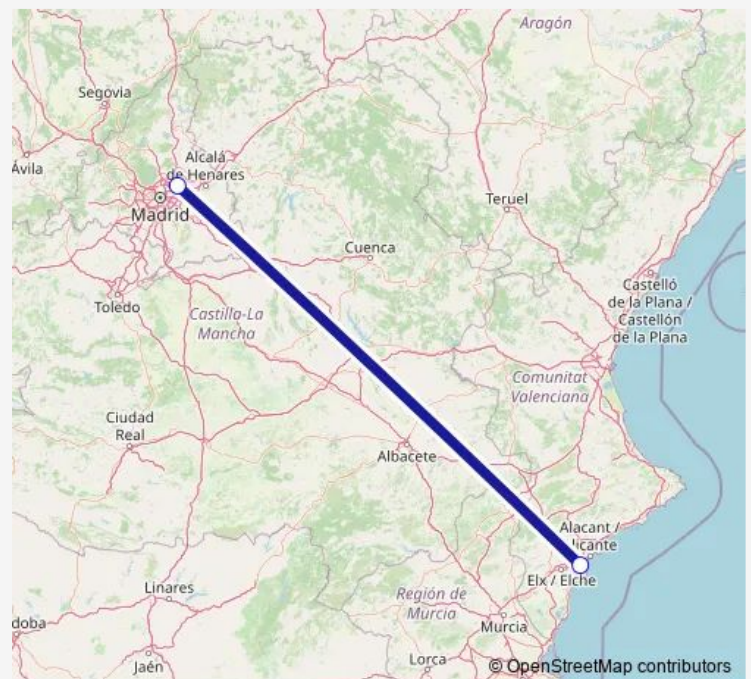 Aragón
Segovia
Ávila
Alcalá
de Henares
Madrid
Teruel
Cuenca
Toledo
Castilla-La
Mancha
Castelló
de la Plana /
Castellón
de la Plana
Comunitat
Valenciana
Ciudad
Real
Albacete
Alacant /
licante
Elx / Elche
Linares
Región de
Murcia
doba
Murcia
Jaén
Lorca
© OpenStreetMap contributors